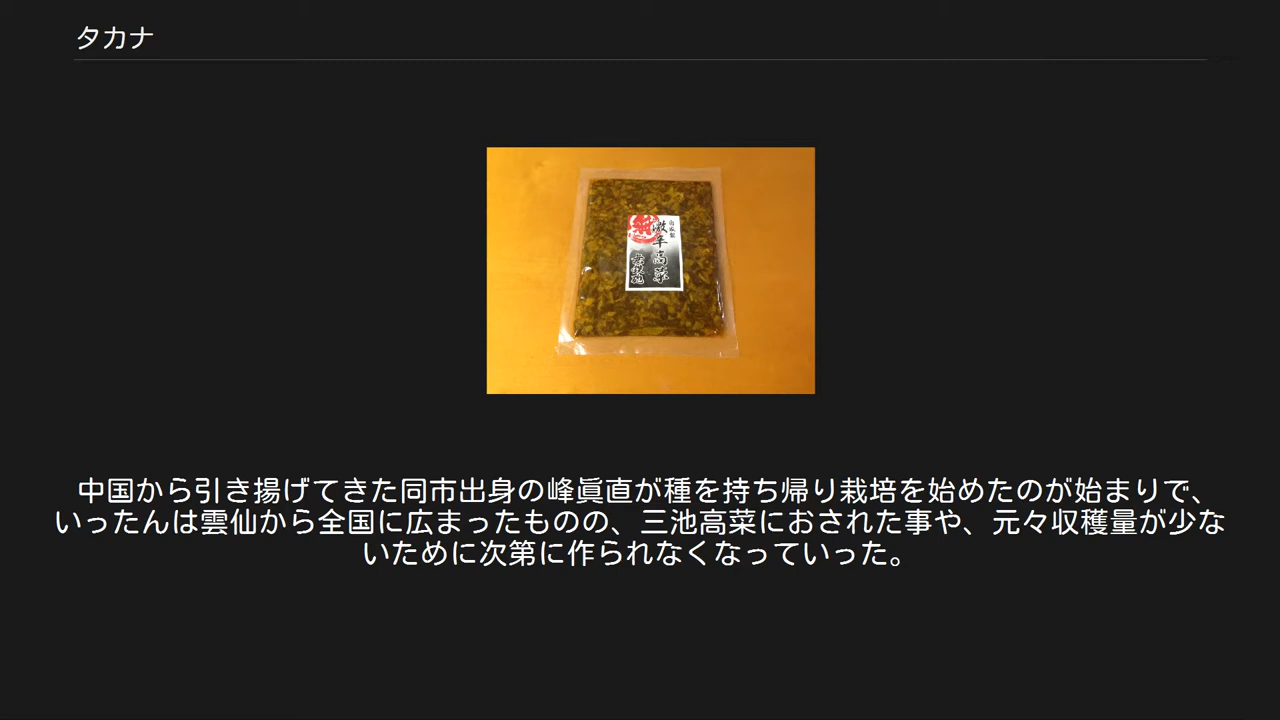 タカナ
激辛高菜
中国から引き揚げてきた同市出身の峰眞直が種を持ち帰り栽培を始めたのが始まりで、
いったんは雲仙から全国に広まったものの、三池高菜におされた事や、元々収穫量が少な
いために次第に作られなくなっていった。